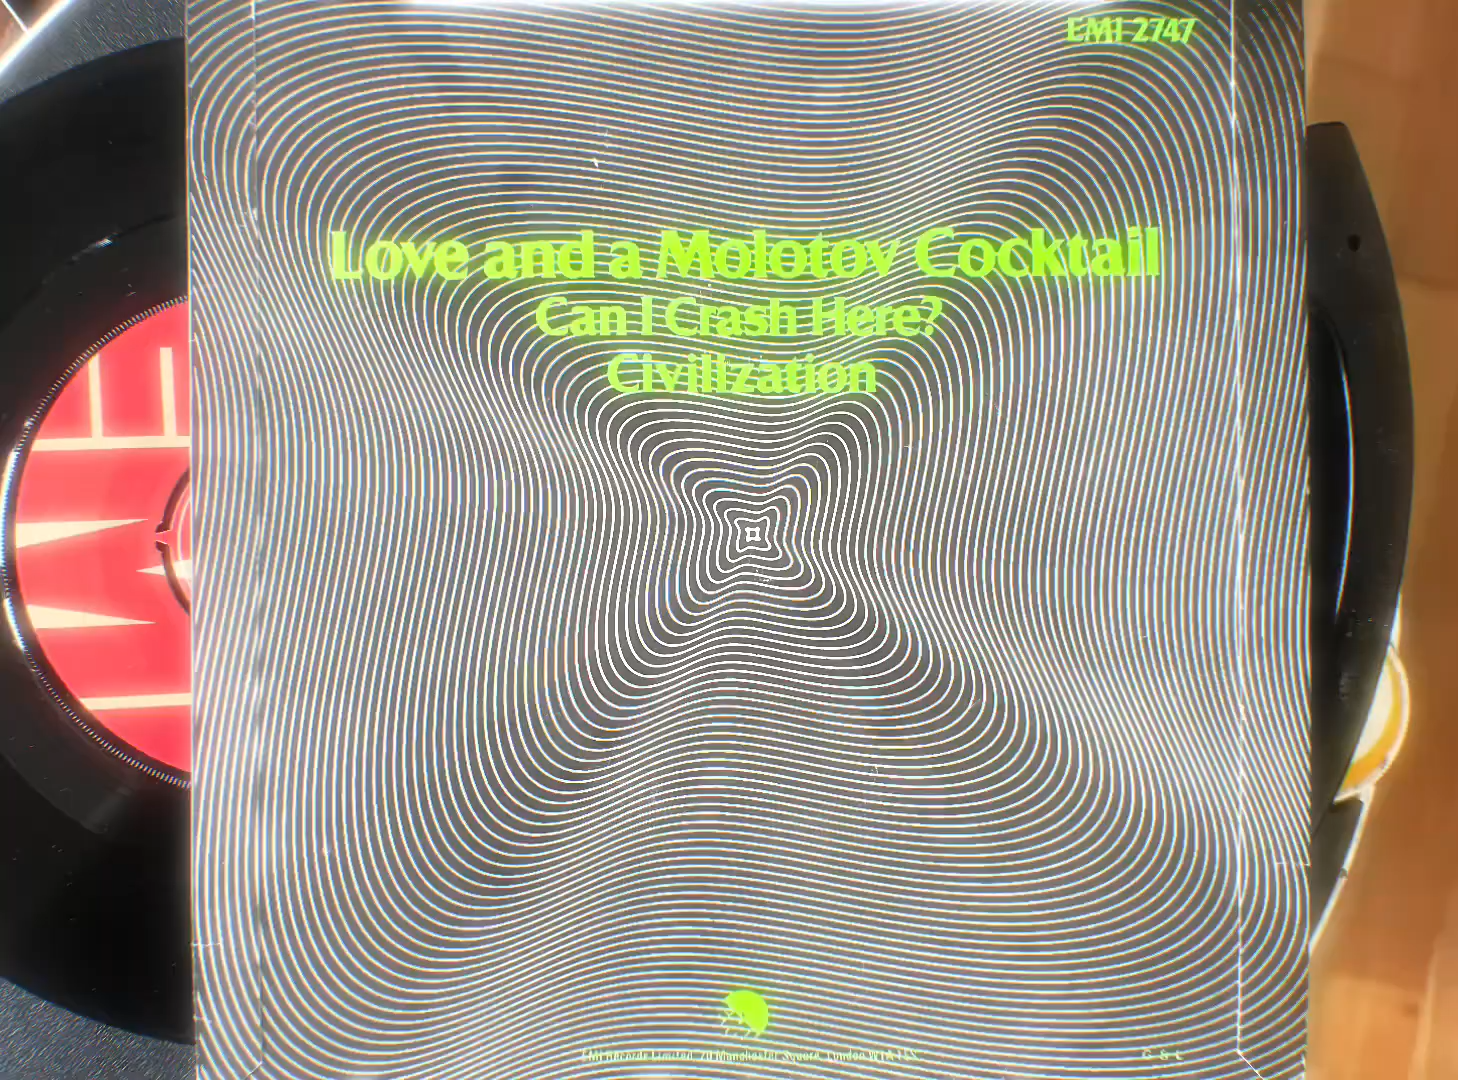 EMI 2747
Love and a Molotov Cocktail
Can I Crash Here?
Civilization
EMI Records Limited, 20 Manchester Square, London W1A 1ES
EMI